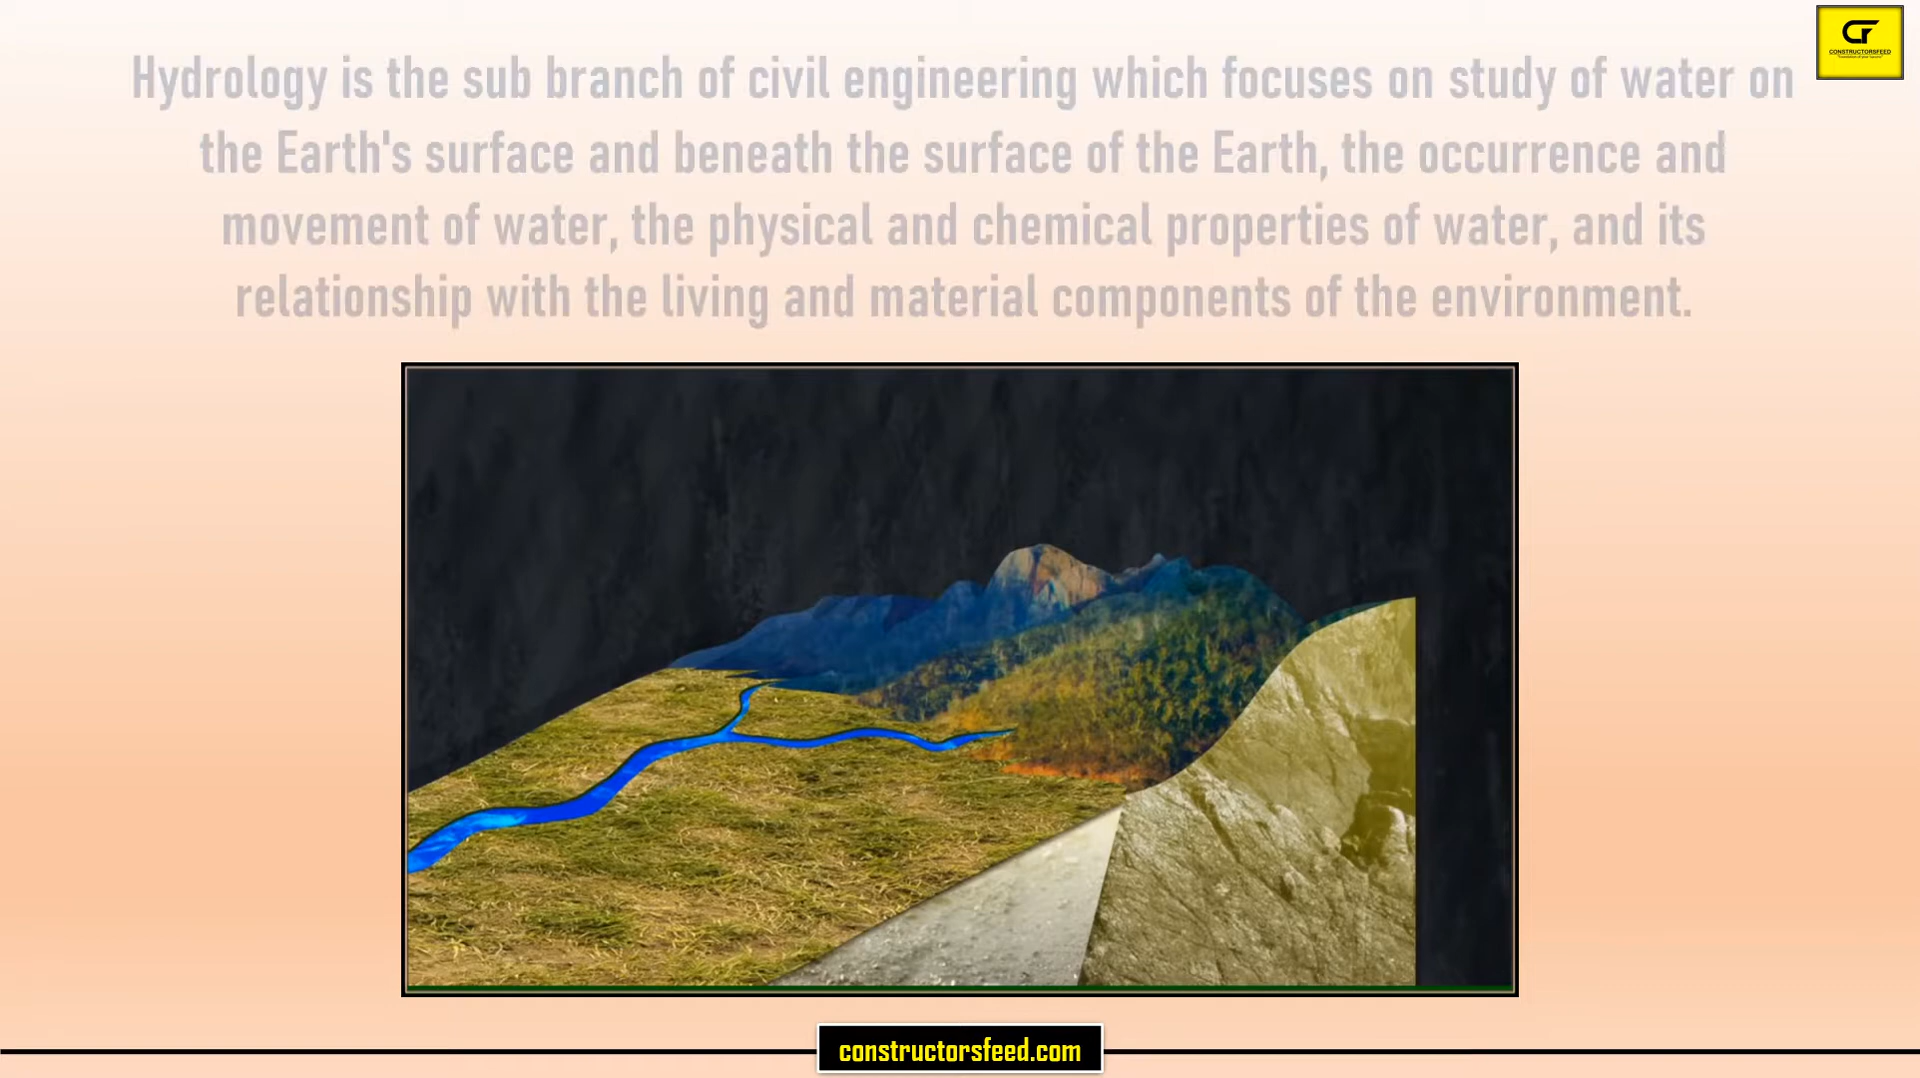 Hydrology is the sub branch of civil engineering which focuses on study of water on
the Earth's surface and beneath the surface of the Earth, the occurrence and
movement of water, the physical and chemical properties of water, and its
relationship with the living and material components of the environment.
CONSTRUCTORSFEED
constructorsfeed.com